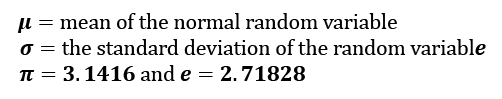 μ = mean of the normal random variable
σ = the standard deviation of the random variable
π = 3.1416 and e = 2.71828